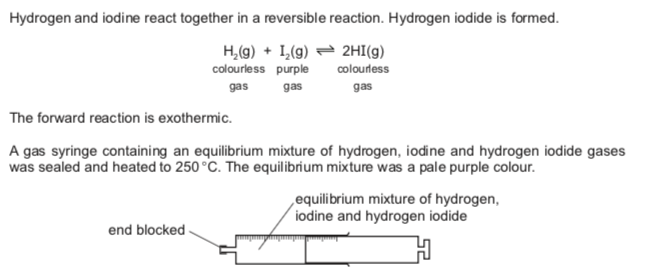 Hydrogen and iodine react together in a reversible reaction. Hydrogen iodide is formed.
H₂(g) + I₂(g) ⇌ 2HI(g)
colourless purple colourless
gas gas gas
The forward reaction is exothermic.
A gas syringe containing an equilibrium mixture of hydrogen, iodine and hydrogen iodide gases
was sealed and heated to 250 °C. The equilibrium mixture was a pale purple colour.
equilibrium mixture of hydrogen,
iodine and hydrogen iodide
end blocked